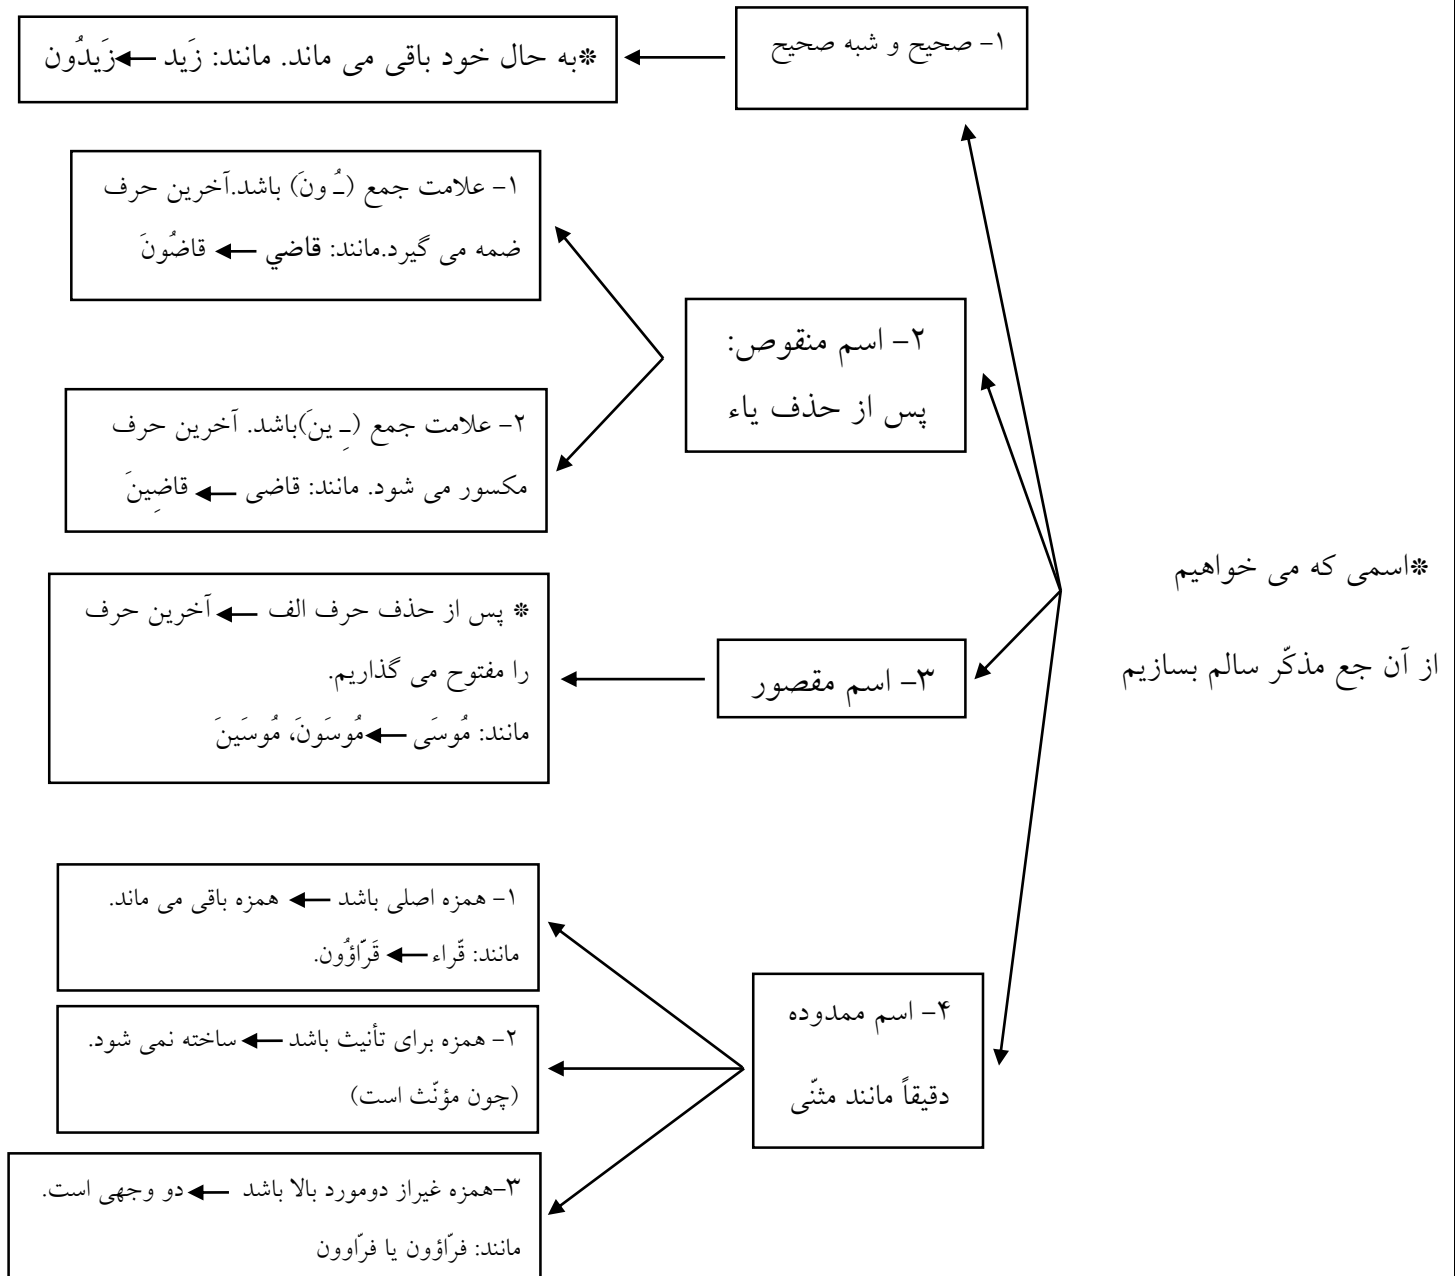 *اسمی که می خواهیم
از آن جع مذکّر سالم بسازیم
۱- صحیح و شبه صحیح
*به حال خود باقی می ماند. مانند: زَید ← زَیدُون
۲- اسم منقوص:
پس از حذف یاء
۱- علامت جمع (ـُ ونَ) باشد.آخرین حرف
ضمه می گیرد.مانند: قاضي ← قاضُونَ
۲- علامت جمع (ـِ ینَ)باشد. آخرین حرف
مکسور می شود. مانند: قاضی ← قاضِینَ
۳- اسم مقصور
* پس از حذف حرف الف ← آخرین حرف
را مفتوح می گذاریم.
مانند: مُوسَی ← مُوسَونَ، مُوسَینَ
۴- اسم ممدوده
دقیقاً مانند مثنّی
۱- همزه اصلی باشد ← همزه باقی می ماند.
مانند: قّراء ← قَرّاؤُون.
۲- همزه برای تأنیث باشد ← ساخته نمی شود.
(چون مؤنّث است)
۳-همزه غیراز دومورد بالا باشد ← دو وجهی است.
مانند: فرّاؤون یا فرّاوون